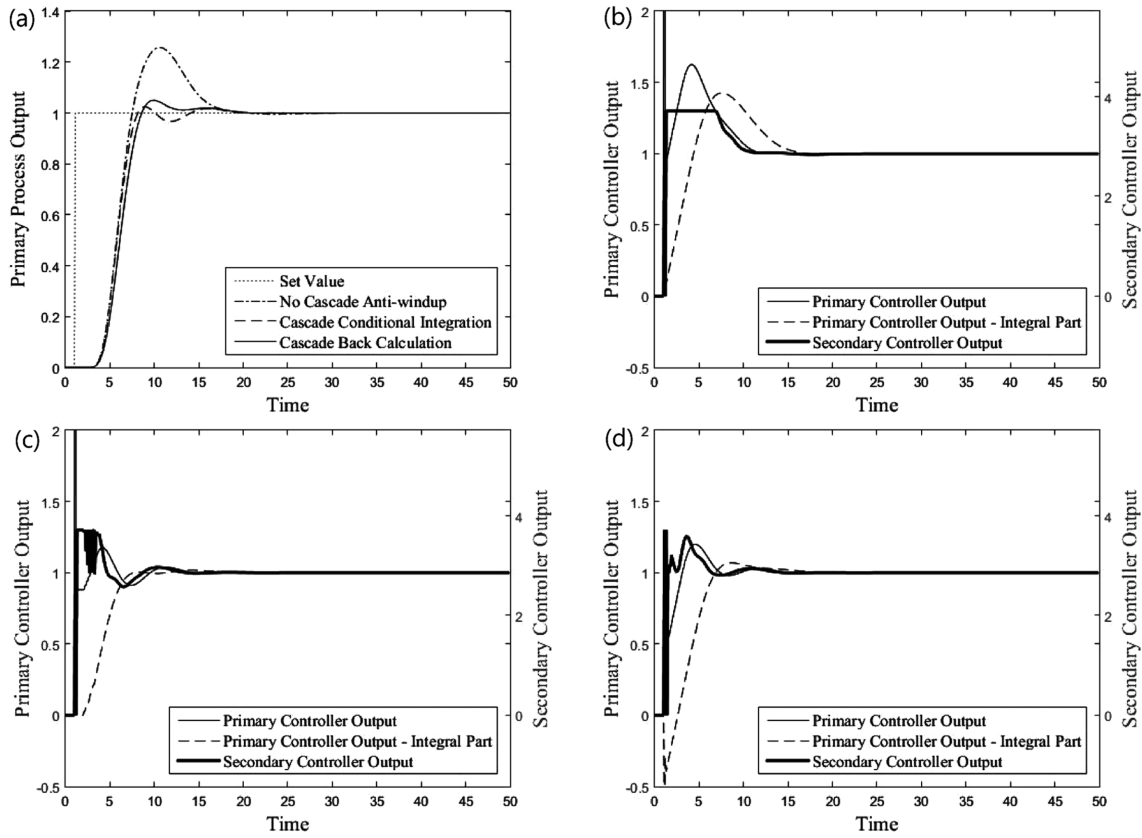 (a)
1.4
1.2
1
0.8
0.6
0.4
0.2
0
Primary Process Output
Set Value
No Cascade Anti-windup
Cascade Conditional Integration
Cascade Back Calculation
0 5 10 15 20 25 30 35 40 45 50
Time
(b)
2
1.5
1
0.5
0
-0.5
Primary Controller Output
4
2
0
Secondary Controller Output
Primary Controller Output
Primary Controller Output - Integral Part
Secondary Controller Output
0 5 10 15 20 25 30 35 40 45 50
Time
(c)
2
1.5
1
0.5
0
-0.5
Primary Controller Output
4
2
0
Secondary Controller Output
Primary Controller Output
Primary Controller Output - Integral Part
Secondary Controller Output
0 5 10 15 20 25 30 35 40 45 50
Time
(d)
2
1.5
1
0.5
0
-0.5
Primary Controller Output
4
2
0
Secondary Controller Output
Primary Controller Output
Primary Controller Output - Integral Part
Secondary Controller Output
0 5 10 15 20 25 30 35 40 45 50
Time